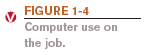 V FIGURE 1-4
Computer use on
the job.